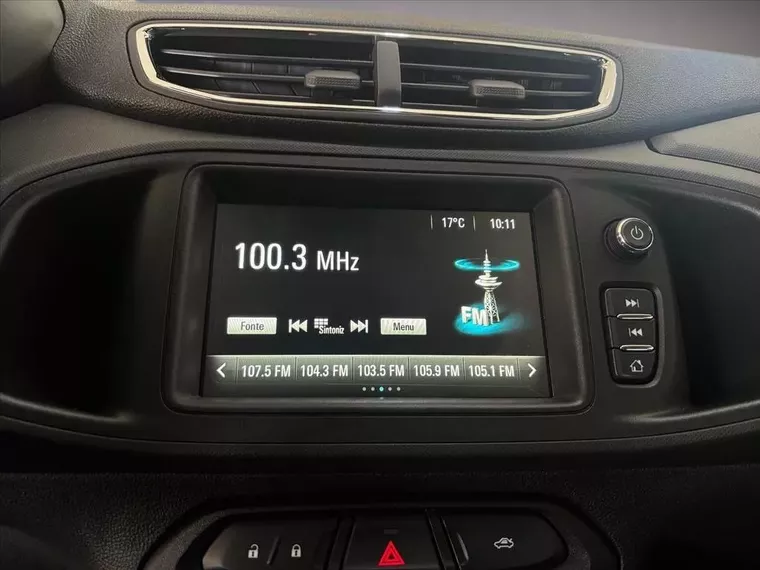 17°C 10:11
100.3 MHz
FM
Fonte Sintoniz Menu
107.5 FM 104.3 FM 103.5 FM 105.9 FM 105.1 FM